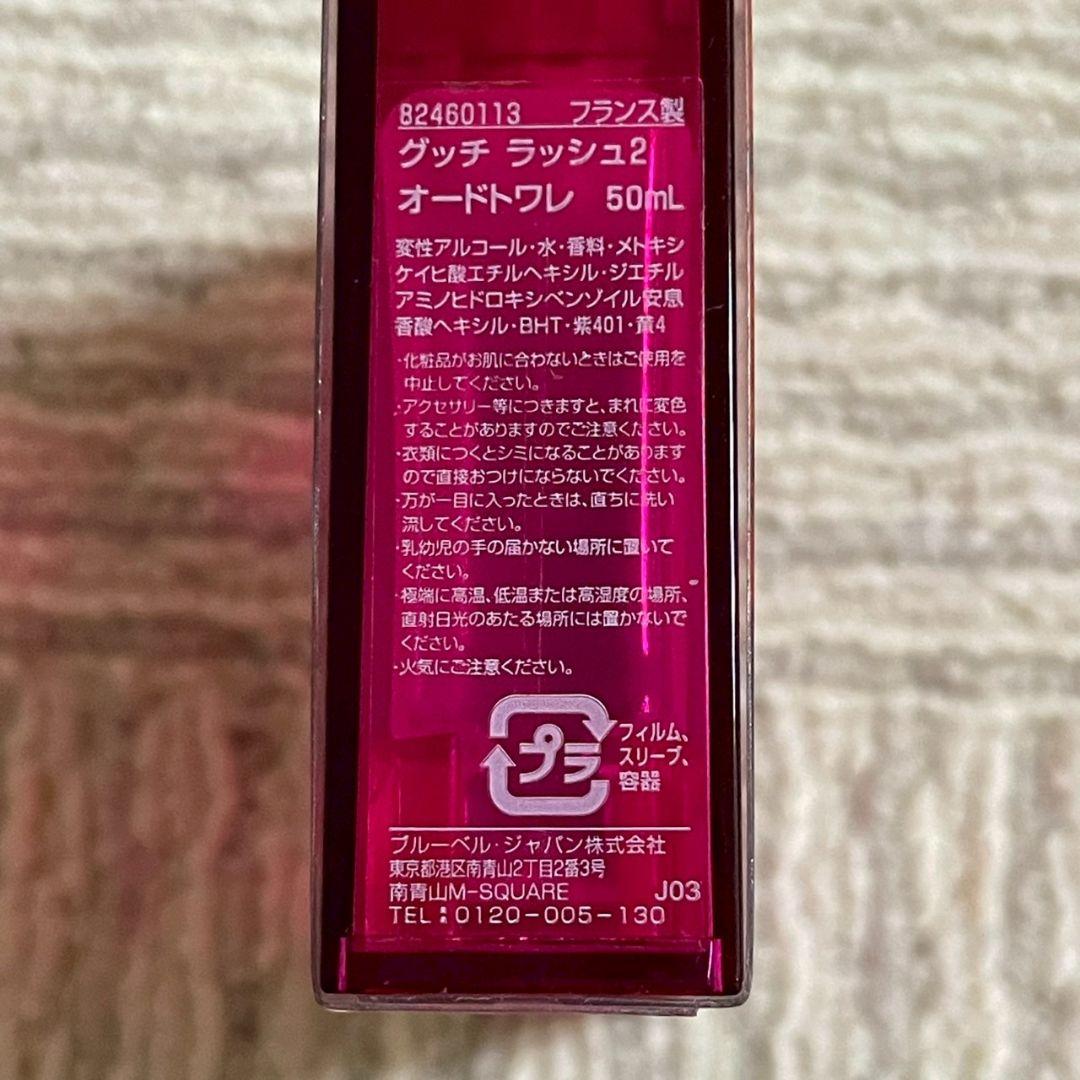 82460113 フランス製
グッチ ラッシュ2
オードトワレ 50mL
変性アルコール・水・香料・メトキシ
ケイヒ酸エチルヘキシル・ジエチル
アミノヒドロキシベンゾイル安息
香酸ヘキシル・BHT・紫401・黄4
・化粧品がお肌に合わないときはご使用を
中止してください。
・アクセサリー等につきますと、まれに変色
することがありますのでご注意ください。
・衣類につくとシミになることがあります
ので直接おつけにならないでください。
・万が一目に入ったときは、直ちに洗い
流してください。
・乳幼児の手の届かない場所に置いて
ください。
・極端に高温、低温または高湿度の場所、
直射日光のあたる場所には置かないで
ください。
・火気にご注意ください。
プラ
フィルム、
スリーブ、
容器
ブルーベル・ジャパン株式会社
東京都港区南青山2丁目2番3号
南青山M-SQUARE J03
TEL: 0120-005-130